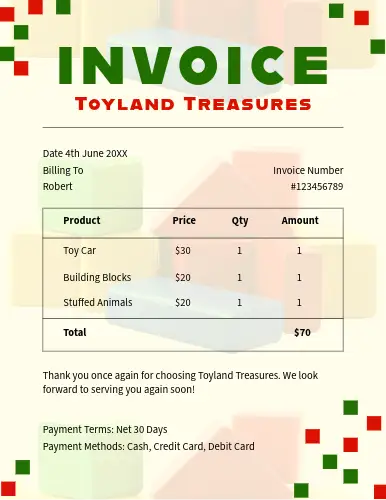 INVOICE
TOYLAND TREASURES
Date 4th June 20XX
Billing To Invoice Number
Robert #123456789
Product Price Qty Amount
Toy Car $30 1 1
Building Blocks $20 1 1
Stuffed Animals $20 1 1
Total $70
Thank you once again for choosing Toyland Treasures. We look
forward to serving you again soon!
Payment Terms: Net 30 Days
Payment Methods: Cash, Credit Card, Debit Card